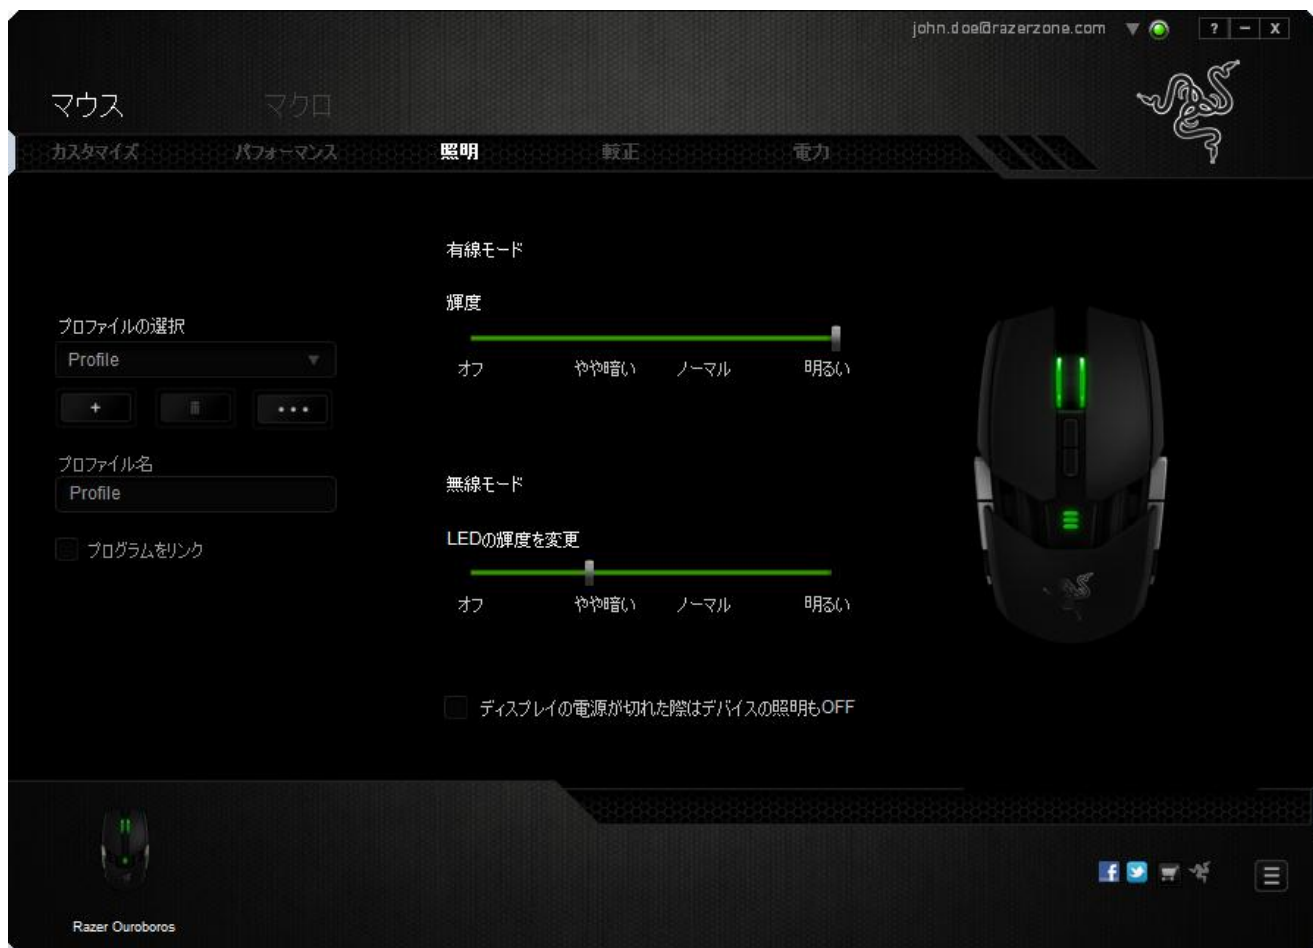 john.doe@razerzone.com ? − X
マウス マクロ
カスタマイズ パフォーマンス 照明 較正 電力
有線モード
輝度
オフ やや暗い ノーマル 明るい
プロファイルの選択
Profile
+
プロファイル名
Profile
プログラムをリンク
無線モード
LEDの輝度を変更
オフ やや暗い ノーマル 明るい
ディスプレイの電源が切れた際はデバイスの照明もOFF
Razer Ouroboros